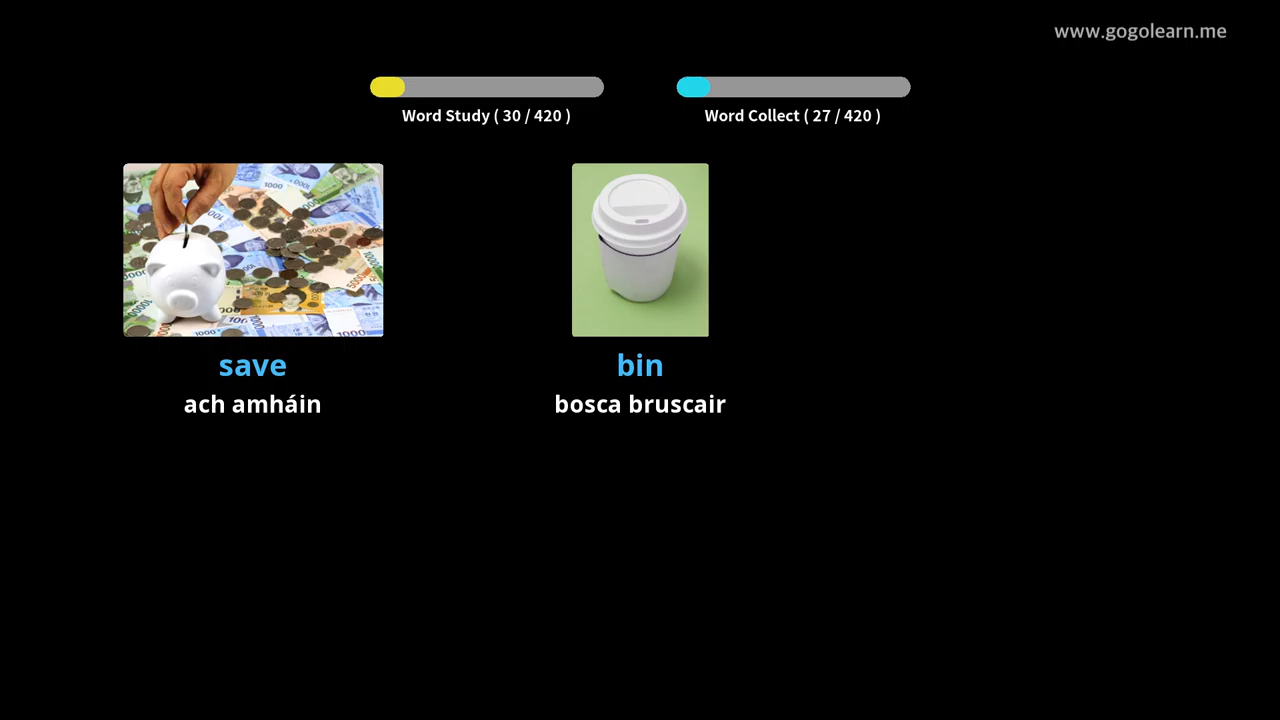 www.gogolearn.me
Word Study ( 30 / 420 )
Word Collect ( 27 / 420 )
save
ach amháin
bin
bosca bruscair